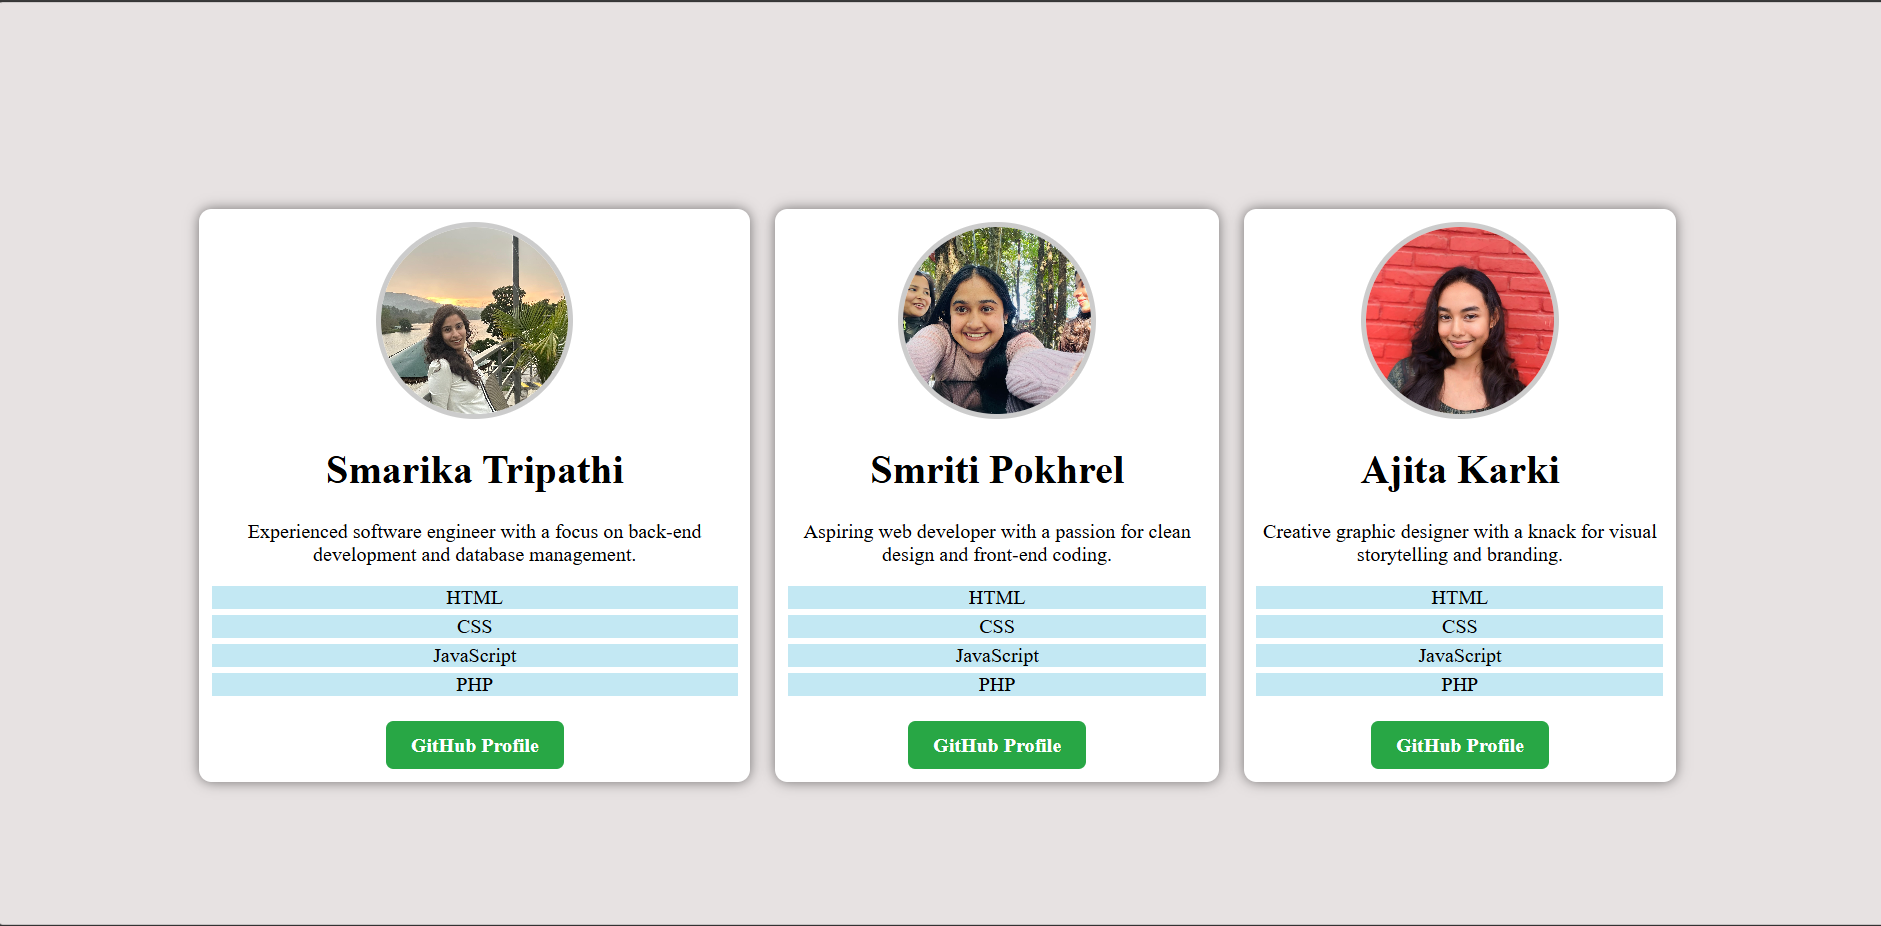 Smarika Tripathi
Experienced software engineer with a focus on back-end
development and database management.
HTML
CSS
JavaScript
PHP
GitHub Profile
Smriti Pokhrel
Aspiring web developer with a passion for clean
design and front-end coding.
HTML
CSS
JavaScript
PHP
GitHub Profile
Ajita Karki
Creative graphic designer with a knack for visual
storytelling and branding.
HTML
CSS
JavaScript
PHP
GitHub Profile